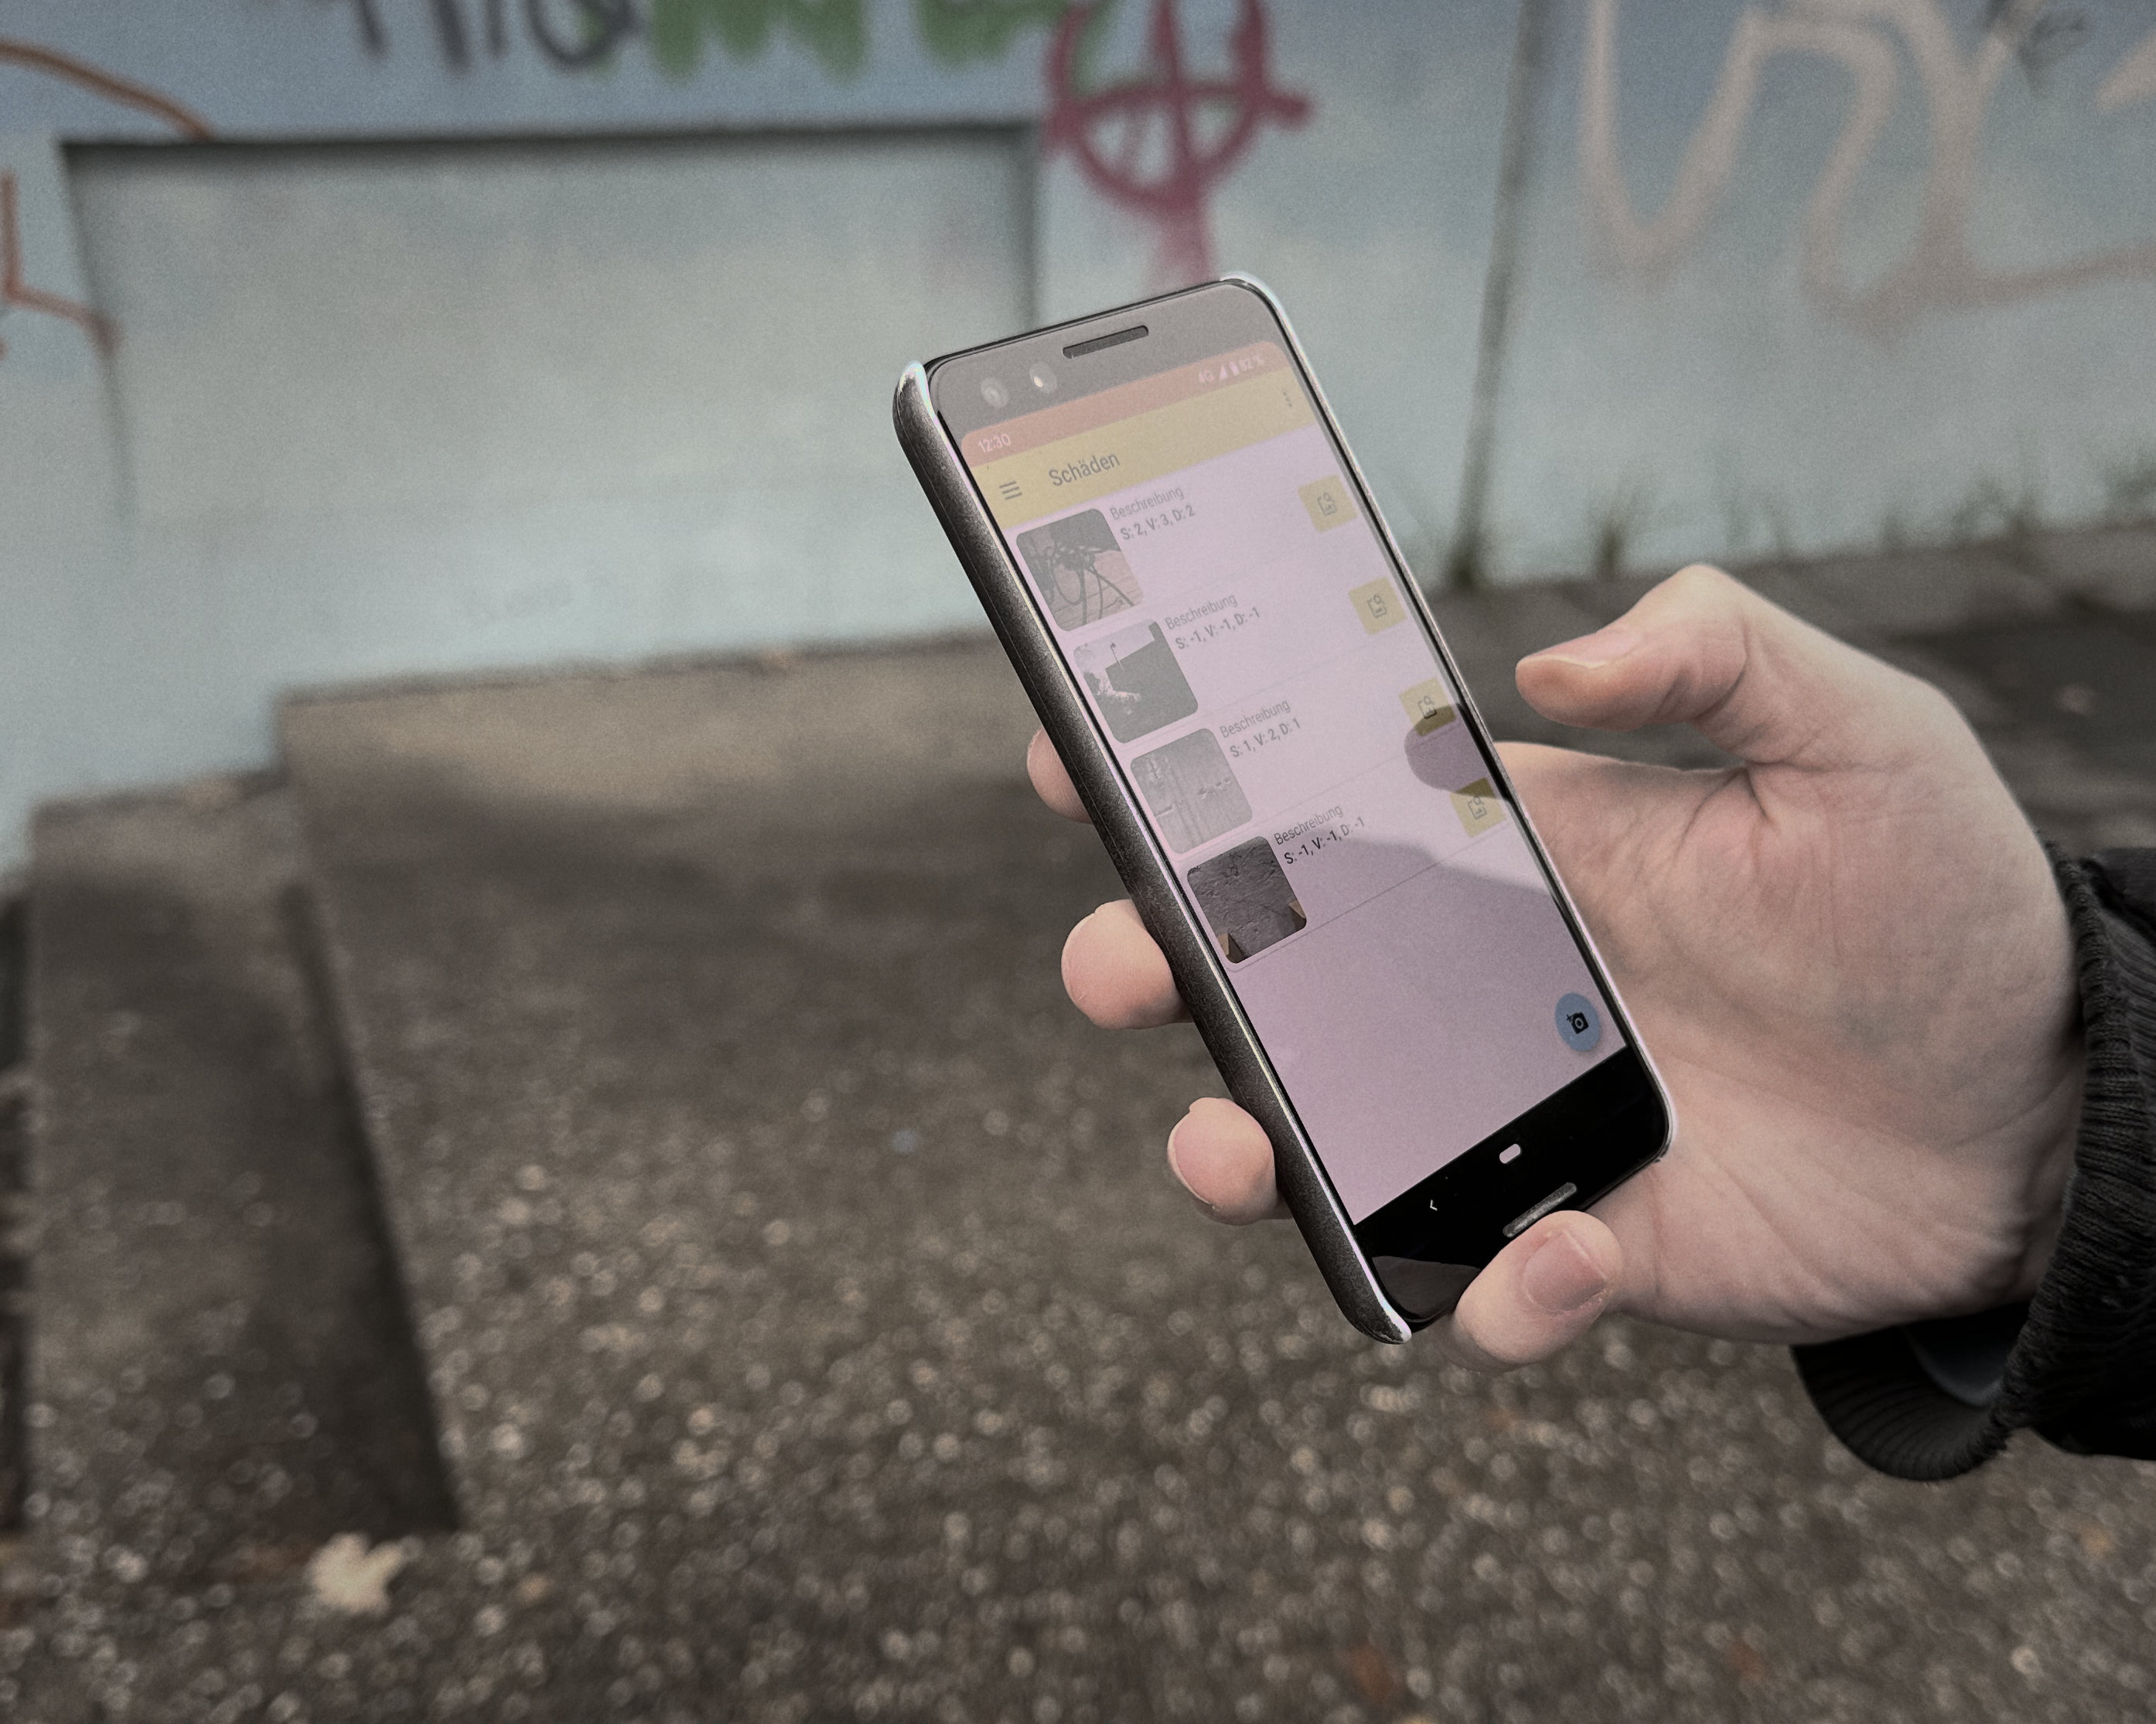 12:30
4G 92 %
Schäden
Beschreibung
S: 2, V: 3, D: 2
Beschreibung
S: -1, V: -1, D: -1
Beschreibung
S: 1, V: 2, D: 1
Beschreibung
S: -1, V: -1, D: -1